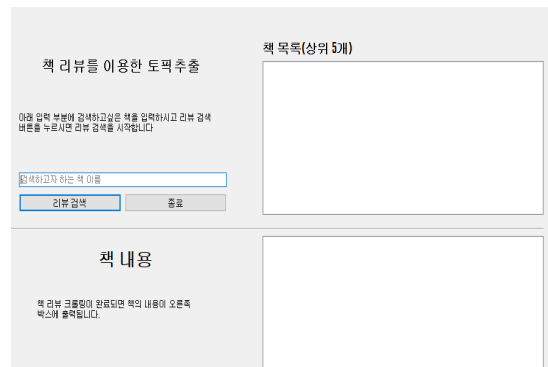 책 리뷰를 이용한 토픽추출
책 목록(상위 5개)
아래 입력 부분에 검색하고싶은 책을 입력하시고 리뷰 검색
버튼을 누르시면 리뷰 검색를 시작합니다
검색하고자 하는 책 이름
리뷰 검색
종료
책 내용
책 리뷰 크롤링이 완료되면 책의 내용이 오른쪽
박스에 출력됩니다.